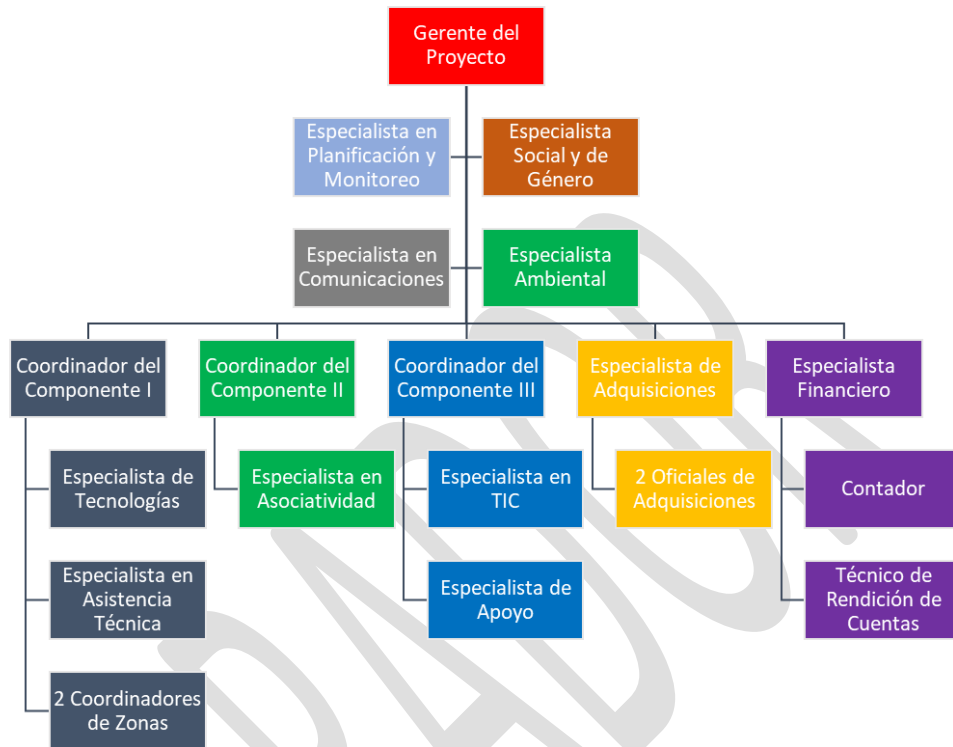 Gerente del
Proyecto
Especialista en
Planificación y
Monitoreo
Especialista
Social y de
Género
Especialista en
Comunicaciones
Especialista
Ambiental
Coordinador del
Componente I
Coordinador del
Componente II
Coordinador del
Componente III
Especialista de
Adquisiciones
Especialista
Financiero
Especialista de
Tecnologías
Especialista en
Asociatividad
Especialista en
TIC
2 Oficiales de
Adquisiciones
Contador
Especialista en
Asistencia
Técnica
Especialista de
Apoyo
Técnico de
Rendición de
Cuentas
2 Coordinadores
de Zonas